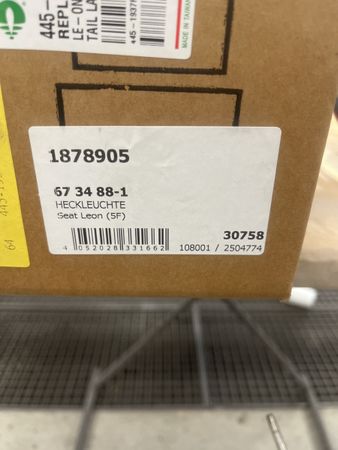 445-
REPL
LE - ON
TAIL LA
445-1937
MADE IN TAIWAN
1878905
67 34 88-1
HECKLEUCHTE
Seat Leon (5F)
4 052028 331662
30758
108001 / 2504774
64